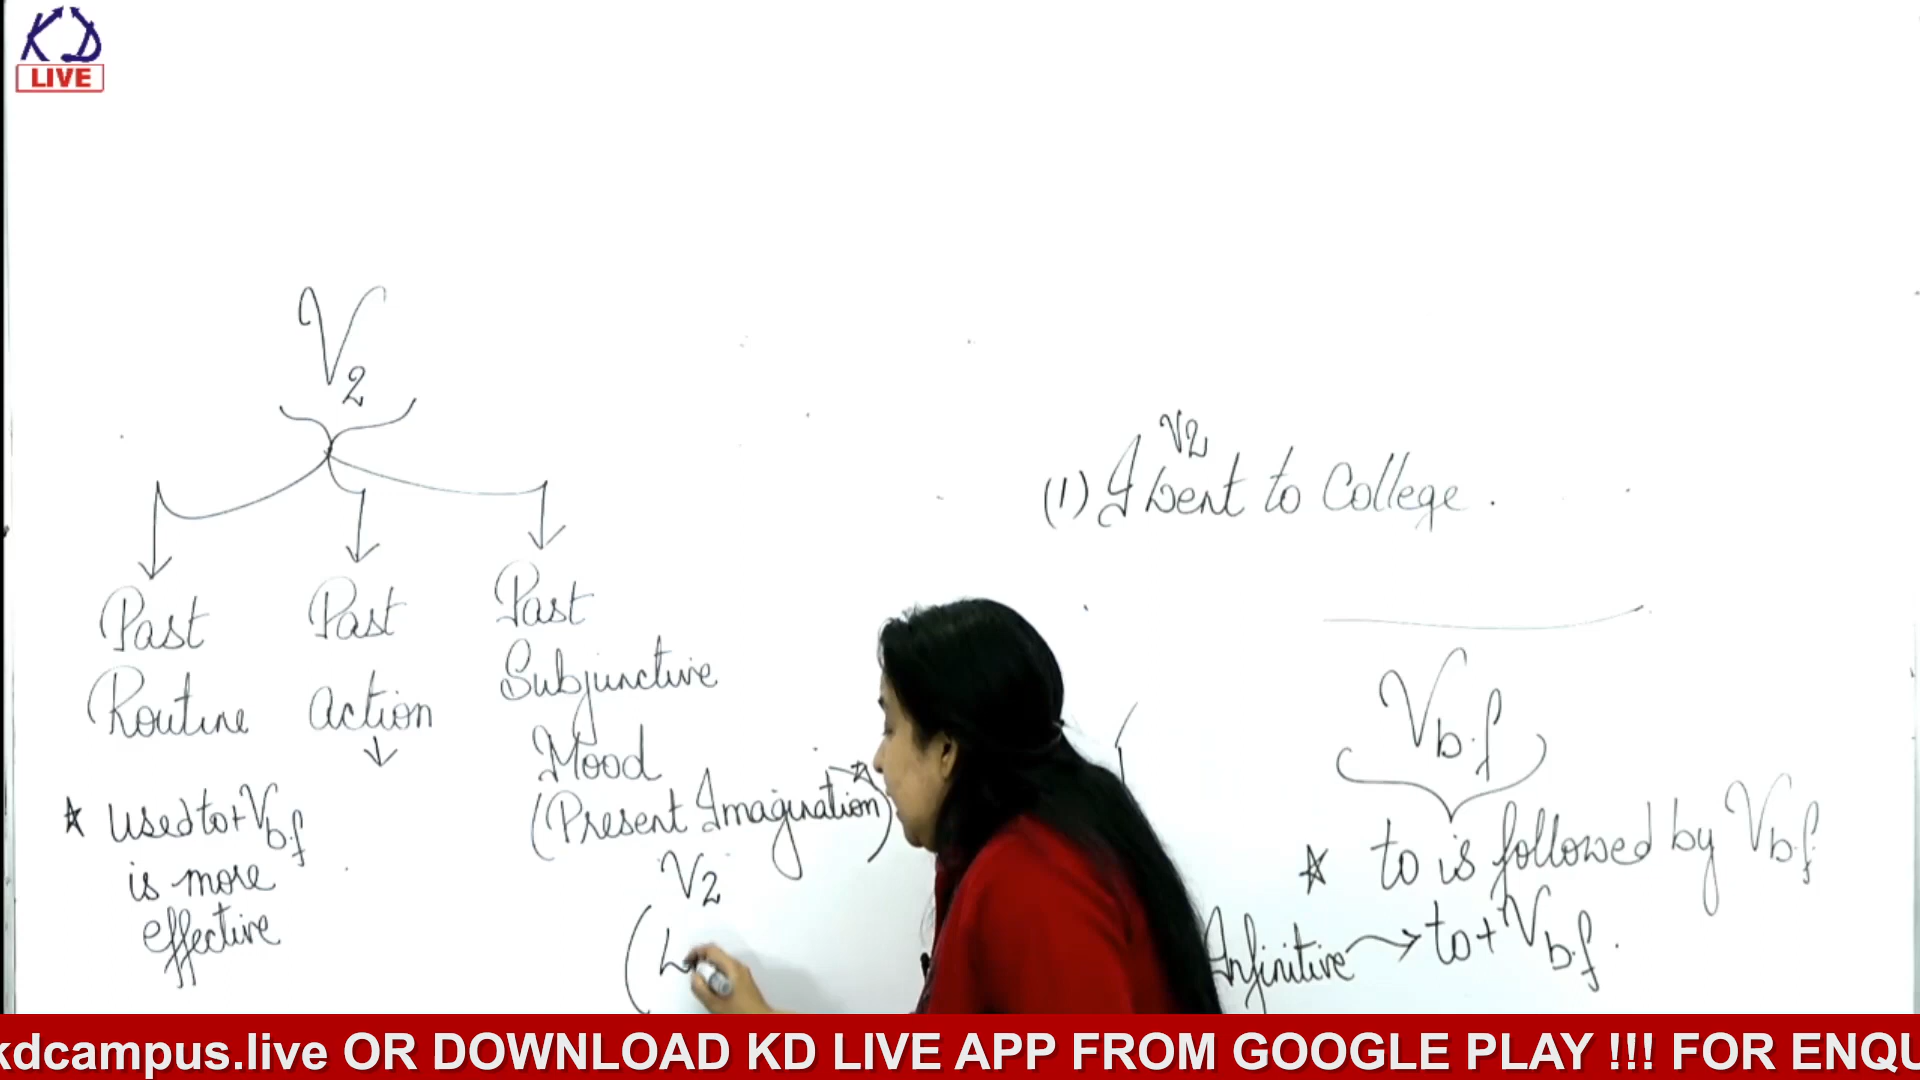 KD
LIVE
V2
Past
Routine
★ used to + Vb.f
is more
effective
Past
action
Past
Subjunctive
Mood
(Present Imagination)
V2
V2
(1) I went to College.
Vb.f
★ to is followed by Vb.f
Infinitive → to + Vb.f.
kdcampus.live OR DOWNLOAD KD LIVE APP FROM GOOGLE PLAY !!! FOR ENQU